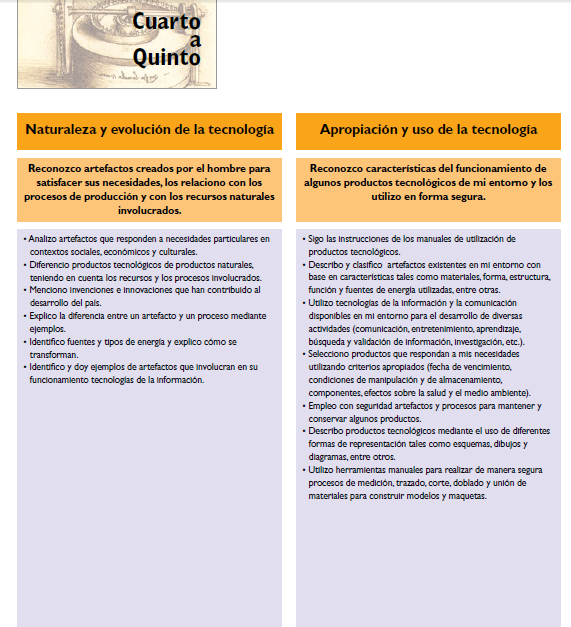 Cuarto
a
Quinto
Naturaleza y evolución de la tecnología
Reconozco artefactos creados por el hombre para
satisfacer sus necesidades, los relaciono con los
procesos de producción y con los recursos naturales
involucrados.
• Analizo artefactos que responden a necesidades particulares en
contextos sociales, económicos y culturales.
• Diferencio productos tecnológicos de productos naturales,
teniendo en cuenta los recursos y los procesos involucrados.
• Menciono invenciones e innovaciones que han contribuido al
desarrollo del país.
• Explico la diferencia entre un artefacto y un proceso mediante
ejemplos.
• Identifico fuentes y tipos de energía y explico cómo se
transforman.
• Identifico y doy ejemplos de artefactos que involucran en su
funcionamiento tecnologías de la información.
Apropiación y uso de la tecnología
Reconozco características del funcionamiento de
algunos productos tecnológicos de mi entorno y los
utilizo en forma segura.
• Sigo las instrucciones de los manuales de utilización de
productos tecnológicos.
• Describo y clasifico artefactos existentes en mi entorno con
base en características tales como materiales, forma, estructura,
función y fuentes de energía utilizadas, entre otras.
• Utilizo tecnologías de la información y la comunicación
disponibles en mi entorno para el desarrollo de diversas
actividades (comunicación, entretenimiento, aprendizaje,
búsqueda y validación de información, investigación, etc.).
• Selecciono productos que respondan a mis necesidades
utilizando criterios apropiados (fecha de vencimiento,
condiciones de manipulación y de almacenamiento,
componentes, efectos sobre la salud y el medio ambiente).
• Empleo con seguridad artefactos y procesos para mantener y
conservar algunos productos.
• Describo productos tecnológicos mediante el uso de diferentes
formas de representación tales como esquemas, dibujos y
diagramas, entre otros.
• Utilizo herramientas manuales para realizar de manera segura
procesos de medición, trazado, corte, doblado y unión de
materiales para construir modelos y maquetas.